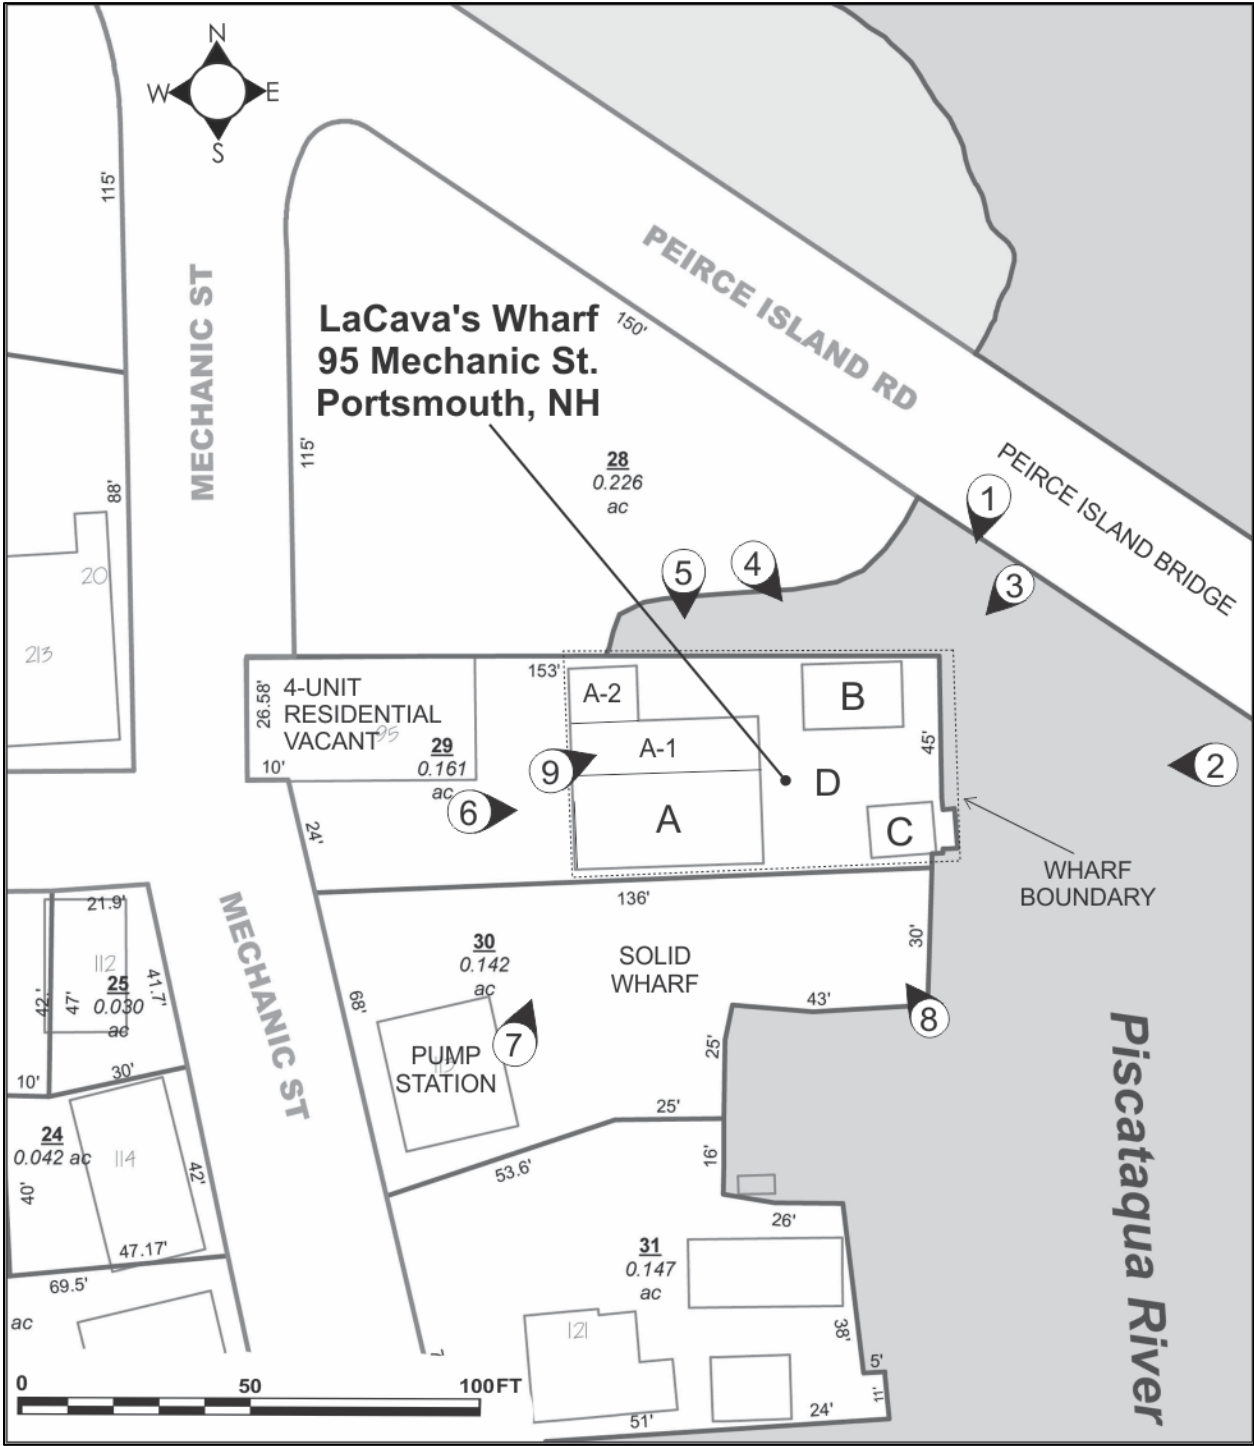 N
W E
S
115'
MECHANIC ST
PEIRCE ISLAND RD
LaCava's Wharf
95 Mechanic St.
Portsmouth, NH
150'
115'
88'
28
0.226
ac
PEIRCE ISLAND BRIDGE
1
2
3
4
5
6
7
8
9
20
213
153'
26.58'
4-UNIT
RESIDENTIAL
VACANT
95
10'
29
0.161
ac
A-2
A-1
A
B
C
D
45'
24'
WHARF
BOUNDARY
136'
MECHANIC ST
21.9'
112
25
0.030
ac
42.'
47'
41.7'
30'
10'
30
0.142
ac
SOLID
WHARF
30'
43'
68'
PUMP
STATION
25'
25'
16'
53.6'
24
0.042 ac
114
40'
42'
47.17'
69.5'
ac
26'
31
0.147
ac
121
38'
5'
11'
24'
51'
Piscataqua River
0 50 100 FT